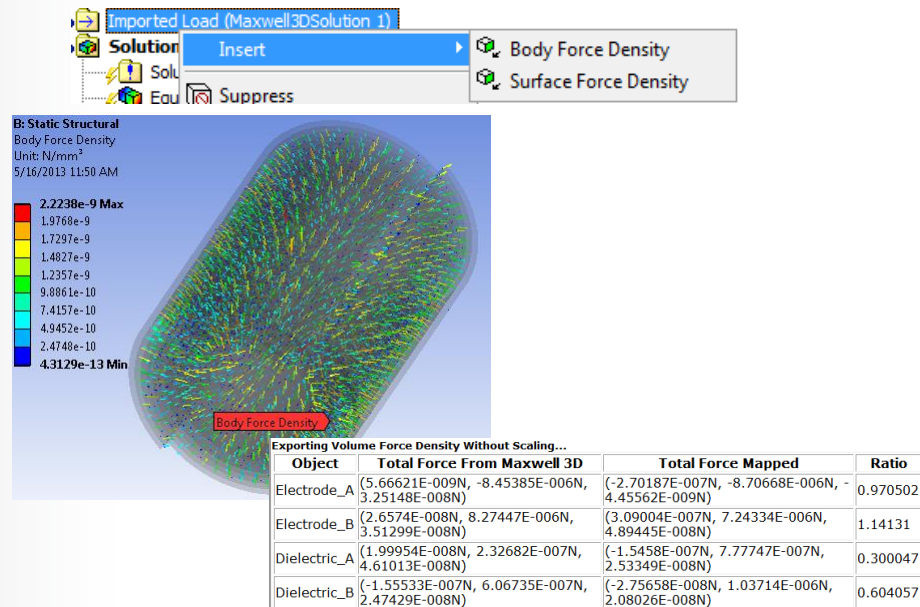 Imported Load (Maxwell3DSolution 1)
Solution
Insert
Body Force Density
Solu
Surface Force Density
Equ
Suppress
B: Static Structural
Body Force Density
Unit: N/mm³
5/16/2013 11:50 AM
2.2238e-9 Max
1.9768e-9
1.7297e-9
1.4827e-9
1.2357e-9
9.8861e-10
7.4157e-10
4.9452e-10
2.4748e-10
4.3129e-13 Min
Body Force Density
Exporting Volume Force Density Without Scaling...
Object Total Force From Maxwell 3D Total Force Mapped Ratio
Electrode_A (5.66621E-009N, -8.45385E-006N, 3.25148E-008N) (-2.70187E-007N, -8.70668E-006N, -4.45562E-009N) 0.970502
Electrode_B (2.6574E-008N, 8.27447E-006N, 3.51299E-008N) (3.09004E-007N, 7.24334E-006N, 4.89445E-008N) 1.14131
Dielectric_A (1.99954E-008N, 2.32682E-007N, 4.61013E-008N) (-1.5458E-007N, 7.77747E-007N, 2.53349E-008N) 0.300047
Dielectric_B (-1.55533E-007N, 6.06735E-007N, 2.47429E-008N) (-2.75658E-008N, 1.03714E-006N, 2.08026E-008N) 0.604057